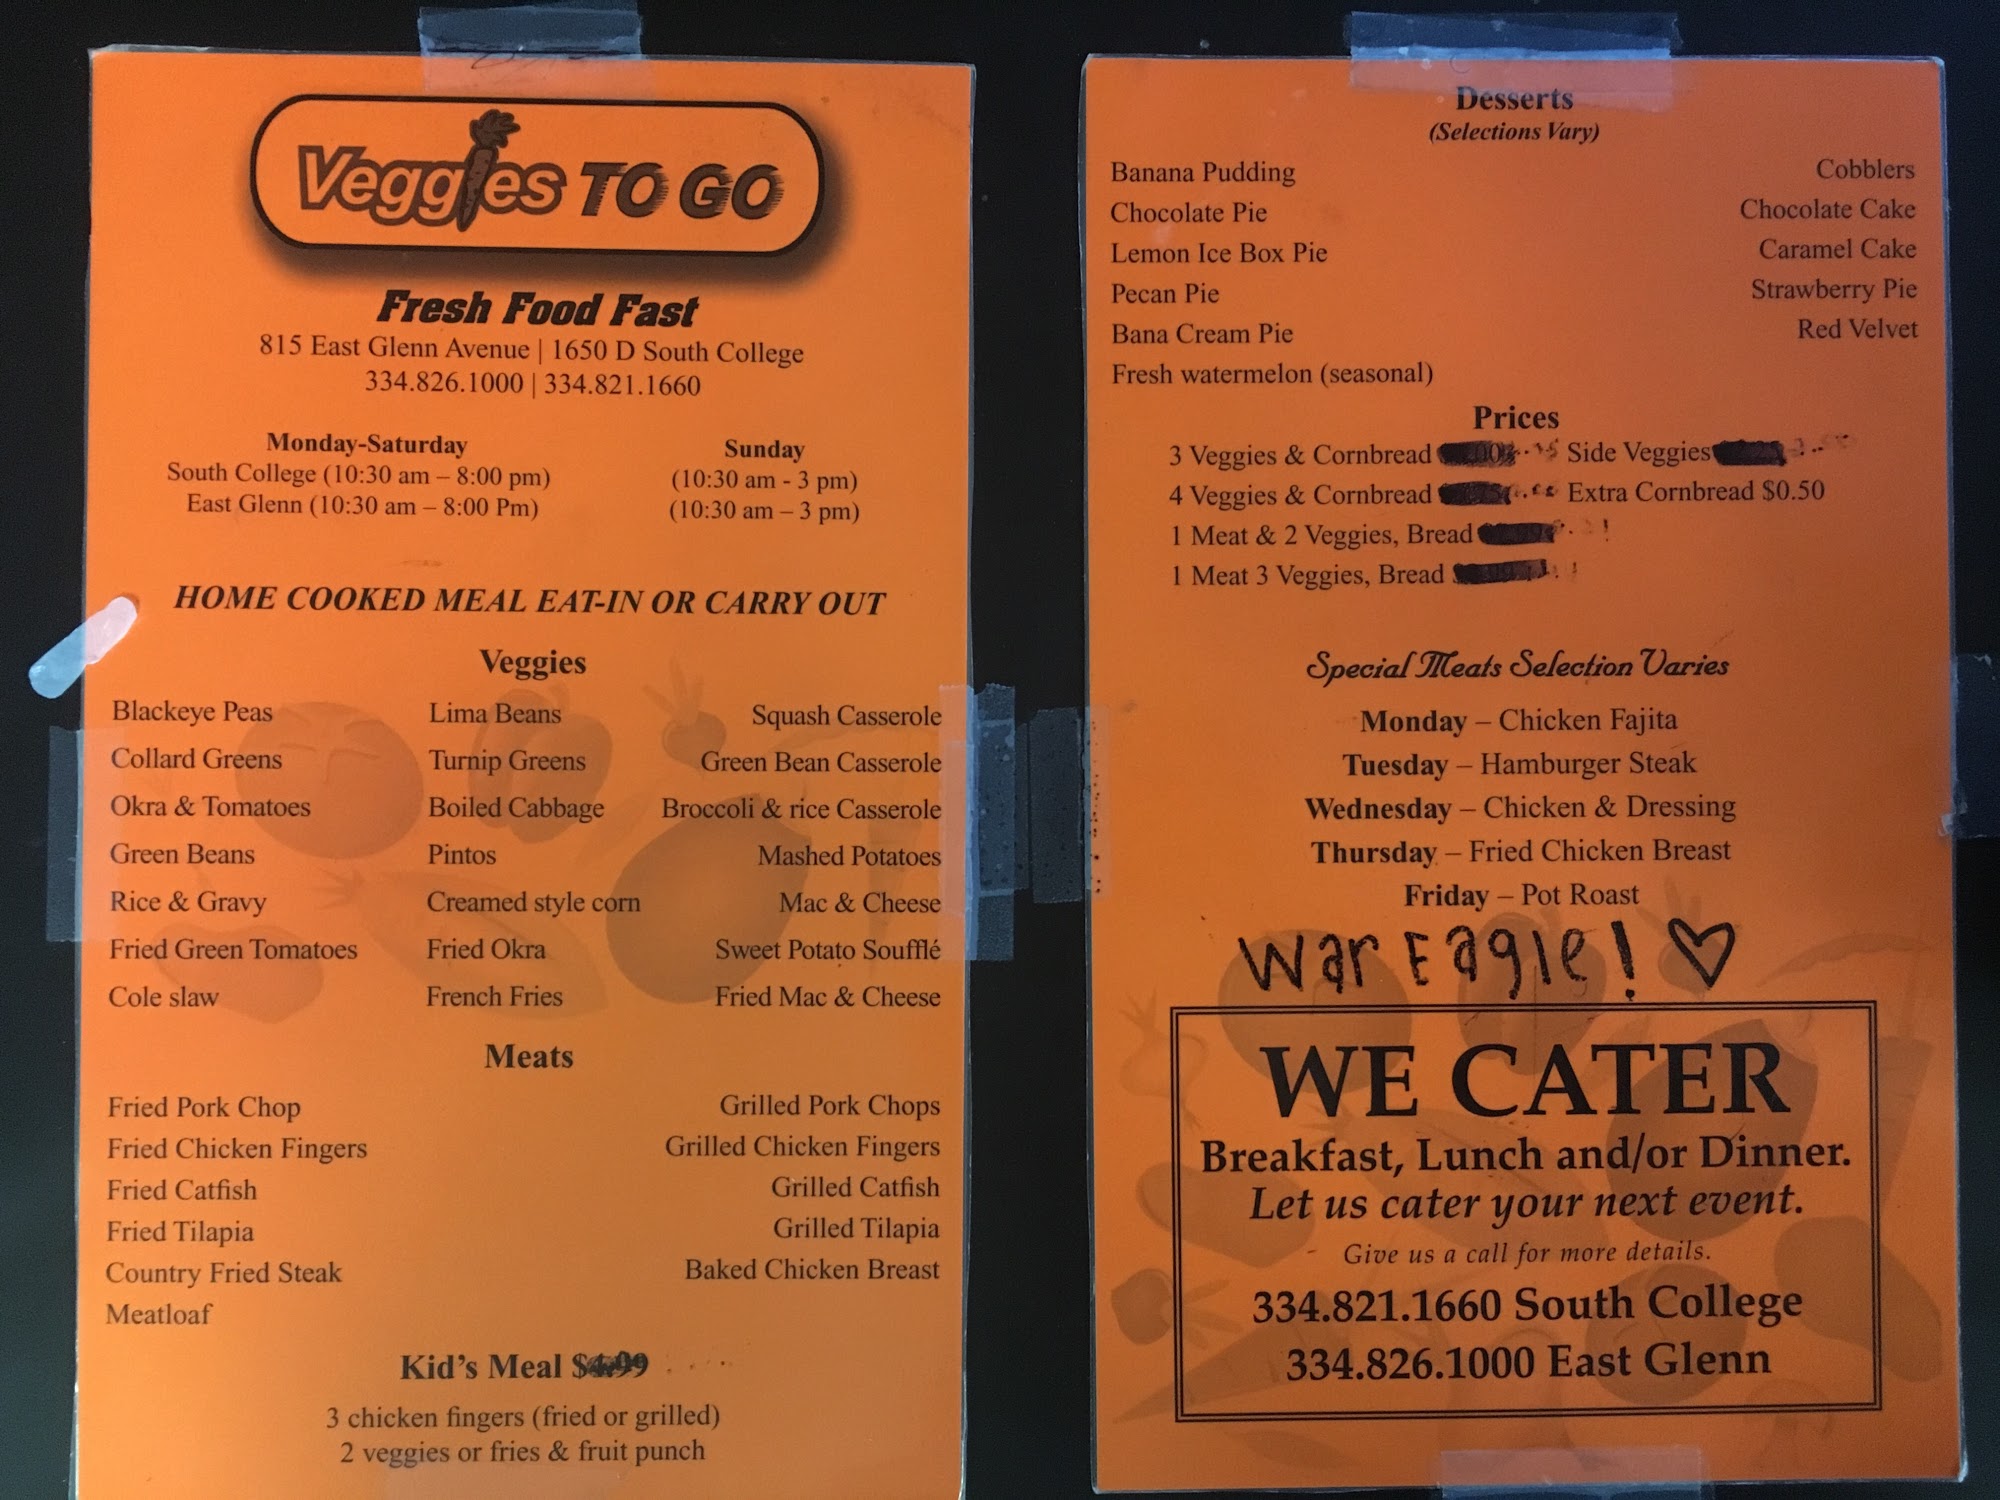 Veggies TO GO
Fresh Food Fast
815 East Glenn Avenue | 1650 D South College
334.826.1000 | 334.821.1660
Monday-Saturday
South College (10:30 am – 8:00 pm)
East Glenn (10:30 am – 8:00 Pm)
Sunday
(10:30 am - 3 pm)
(10:30 am – 3 pm)
HOME COOKED MEAL EAT-IN OR CARRY OUT
Veggies
Blackeye Peas
Collard Greens
Okra & Tomatoes
Green Beans
Rice & Gravy
Fried Green Tomatoes
Cole slaw
Lima Beans
Turnip Greens
Boiled Cabbage
Pintos
Creamed style corn
Fried Okra
French Fries
Squash Casserole
Green Bean Casserole
Broccoli & rice Casserole
Mashed Potatoes
Mac & Cheese
Sweet Potato Soufflé
Fried Mac & Cheese
Meats
Fried Pork Chop
Fried Chicken Fingers
Fried Catfish
Fried Tilapia
Country Fried Steak
Meatloaf
Grilled Pork Chops
Grilled Chicken Fingers
Grilled Catfish
Grilled Tilapia
Baked Chicken Breast
Kid's Meal $4.99
3 chicken fingers (fried or grilled)
2 veggies or fries & fruit punch
Desserts
(Selections Vary)
Banana Pudding
Chocolate Pie
Lemon Ice Box Pie
Pecan Pie
Bana Cream Pie
Fresh watermelon (seasonal)
Cobblers
Chocolate Cake
Caramel Cake
Strawberry Pie
Red Velvet
Prices
3 Veggies & Cornbread
4 Veggies & Cornbread
1 Meat & 2 Veggies, Bread
1 Meat 3 Veggies, Bread
Side Veggies
Extra Cornbread $0.50
Special Meats Selection Varies
Monday – Chicken Fajita
Tuesday – Hamburger Steak
Wednesday – Chicken & Dressing
Thursday – Fried Chicken Breast
Friday – Pot Roast
War Eagle! ♡
WE CATER
Breakfast, Lunch and/or Dinner.
Let us cater your next event.
Give us a call for more details.
334.821.1660 South College
334.826.1000 East Glenn